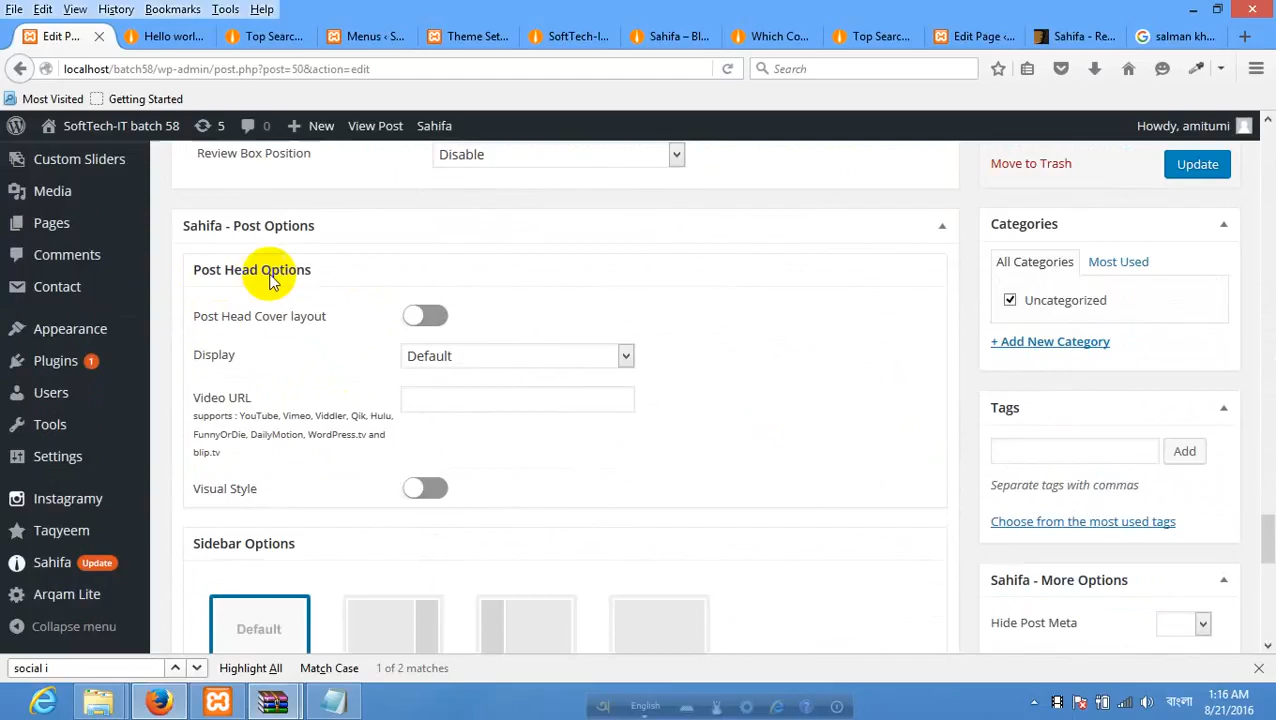 File Edit View History Bookmarks Tools Help
Edit P... Hello worl... Top Searc... Menus ‹ S... Theme Set... SoftTech-I... Sahifa – Bl... Which Co... Top Searc... Edit Page ‹... Sahifa - Re... salman kh...
localhost/batch58/wp-admin/post.php?post=50&action=edit Search
Most Visited Getting Started
SoftTech-IT batch 58 5 0 New View Post Sahifa Howdy, amitumi
Custom Sliders
Media
Pages
Comments
Contact
Appearance
Plugins 1
Users
Tools
Settings
Instagramy
Taqyeem
Sahifa Update
Arqam Lite
Collapse menu
Review Box Position Disable
Sahifa - Post Options
Post Head Options
Post Head Cover layout
Display Default
Video URL
supports : YouTube, Vimeo, Viddler, Qik, Hulu,
FunnyOrDie, DailyMotion, WordPress.tv and
blip.tv
Visual Style
Sidebar Options
Default
Move to Trash Update
Categories
All Categories Most Used
Uncategorized
+ Add New Category
Tags
Add
Separate tags with commas
Choose from the most used tags
Sahifa - More Options
Hide Post Meta
social i Highlight All Match Case 1 of 2 matches
English
বাংলা
1:16 AM
8/21/2016